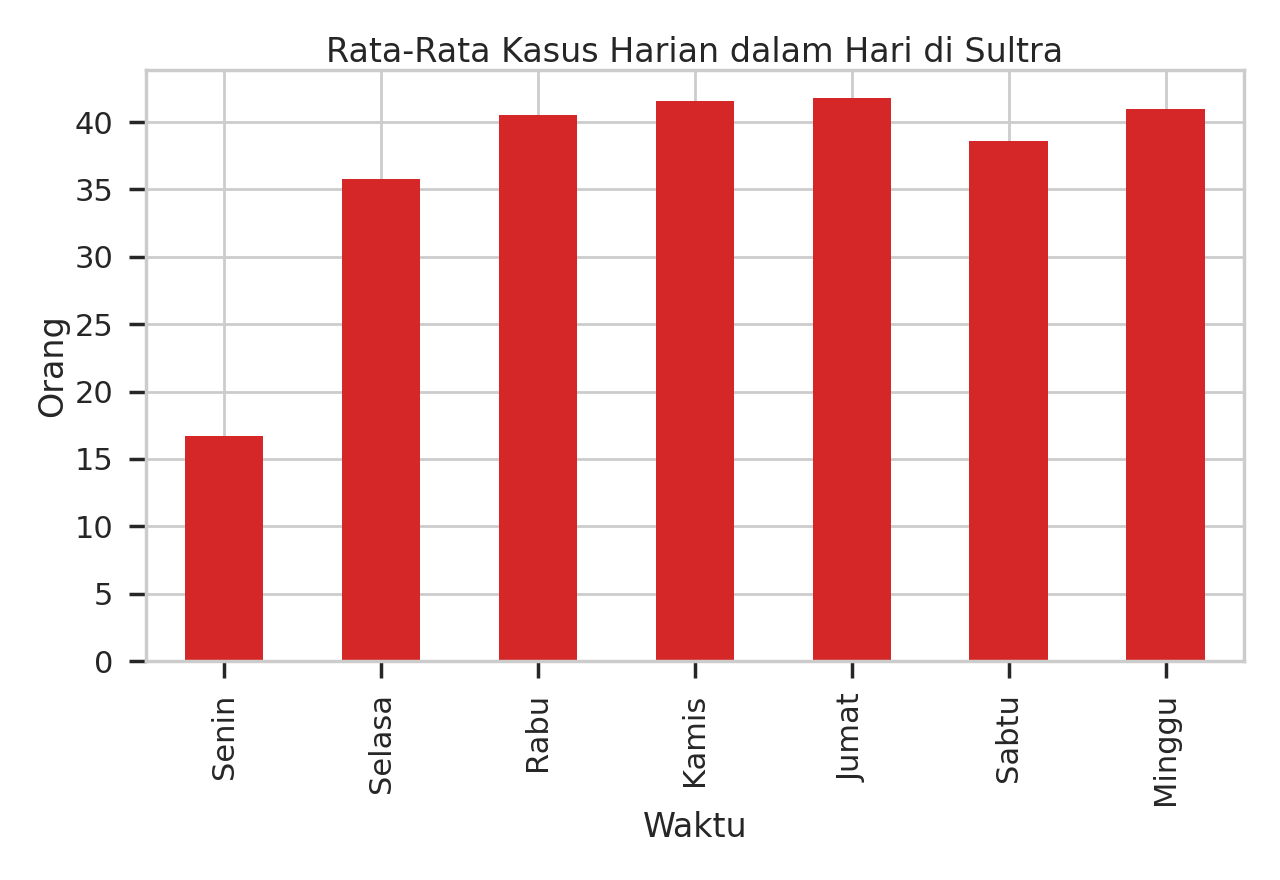 Rata-Rata Kasus Harian dalam Hari di Sultra
Orang
40
35
30
25
20
15
10
5
0
Senin
Selasa
Rabu
Kamis
Jumat
Sabtu
Minggu
Waktu